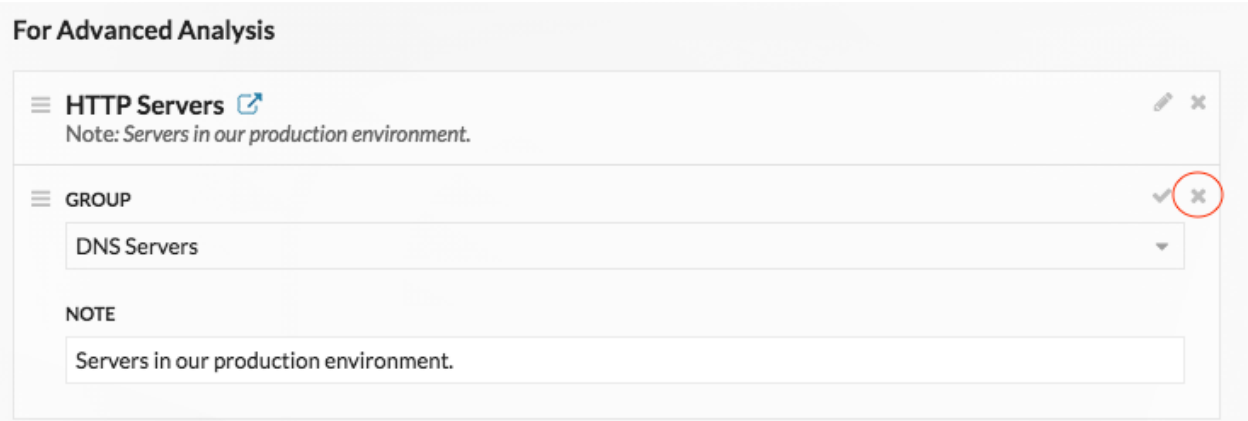 For Advanced Analysis
HTTP Servers
Note: Servers in our production environment.
GROUP
DNS Servers
NOTE
Servers in our production environment.